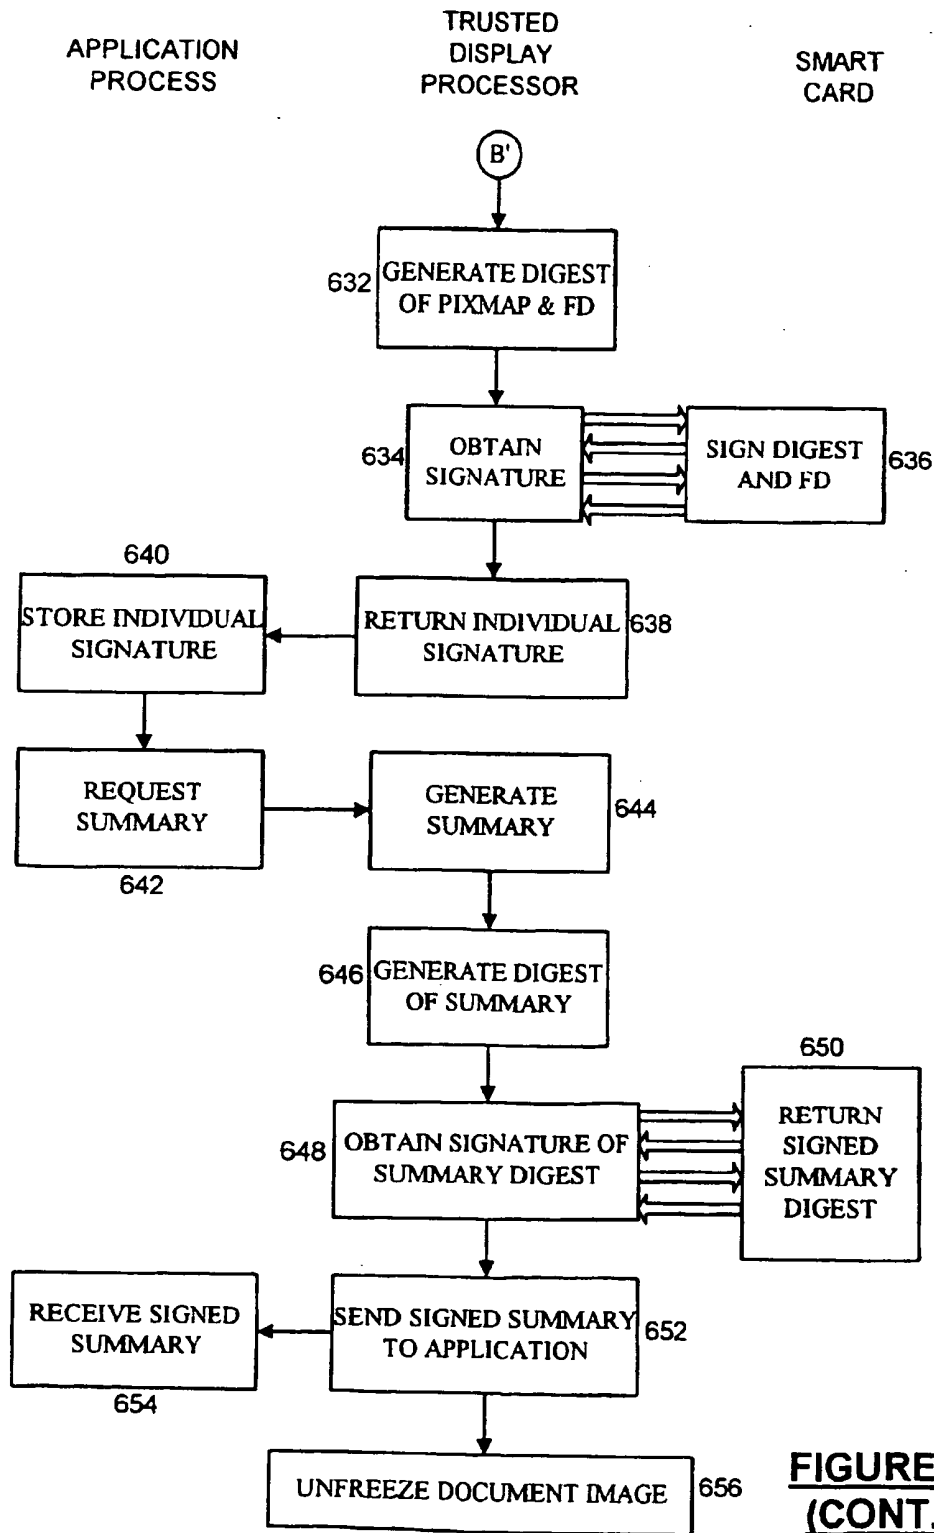 APPLICATION
PROCESS
TRUSTED
DISPLAY
PROCESSOR
SMART
CARD
B'
632
GENERATE DIGEST
OF PIXMAP & FD
634
OBTAIN
SIGNATURE
SIGN DIGEST
AND FD
636
640
STORE INDIVIDUAL
SIGNATURE
RETURN INDIVIDUAL
SIGNATURE
638
REQUEST
SUMMARY
642
GENERATE
SUMMARY
644
646
GENERATE DIGEST
OF SUMMARY
648
OBTAIN SIGNATURE OF
SUMMARY DIGEST
650
RETURN
SIGNED
SUMMARY
DIGEST
RECEIVE SIGNED
SUMMARY
654
SEND SIGNED SUMMARY
TO APPLICATION
652
UNFREEZE DOCUMENT IMAGE
656
FIGURE
(CONT.